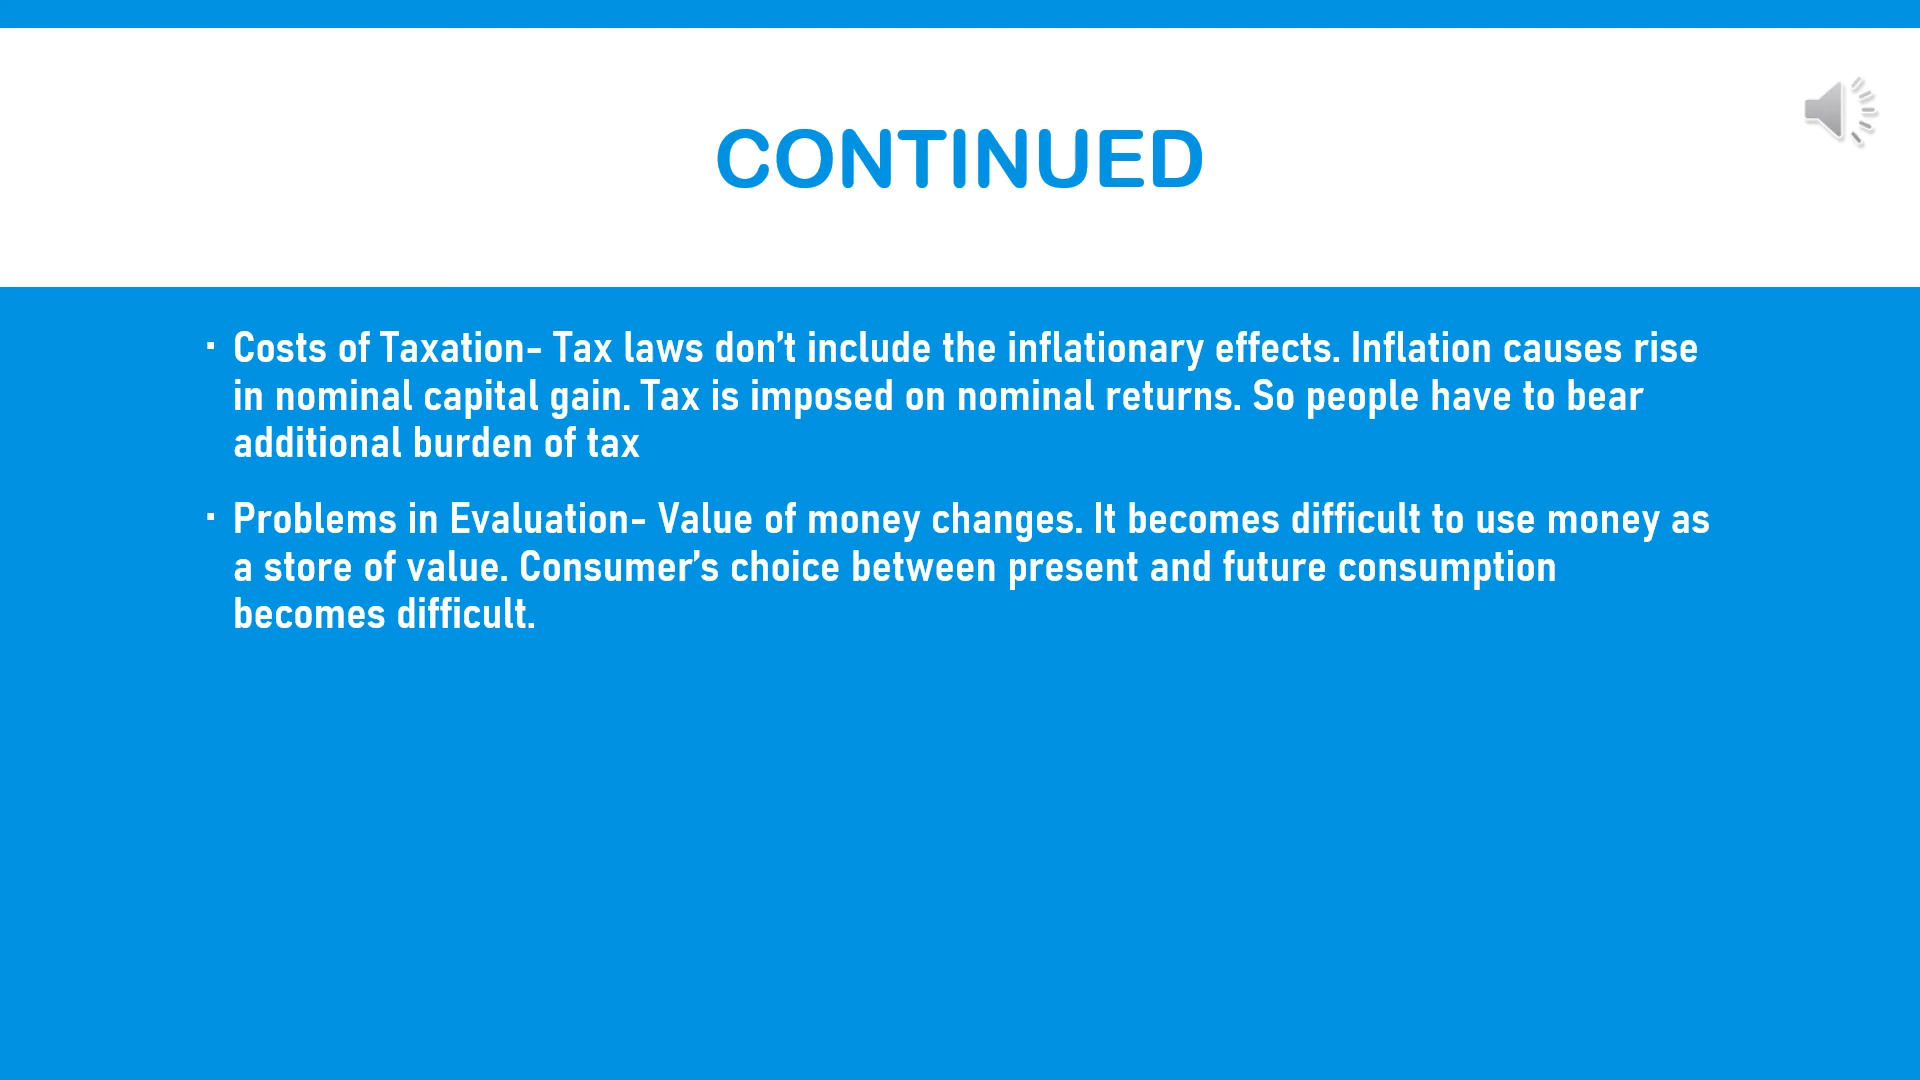 CONTINUED
▪ Costs of Taxation- Tax laws don’t include the inflationary effects. Inflation causes rise
in nominal capital gain. Tax is imposed on nominal returns. So people have to bear
additional burden of tax
▪ Problems in Evaluation- Value of money changes. It becomes difficult to use money as
a store of value. Consumer’s choice between present and future consumption
becomes difficult.